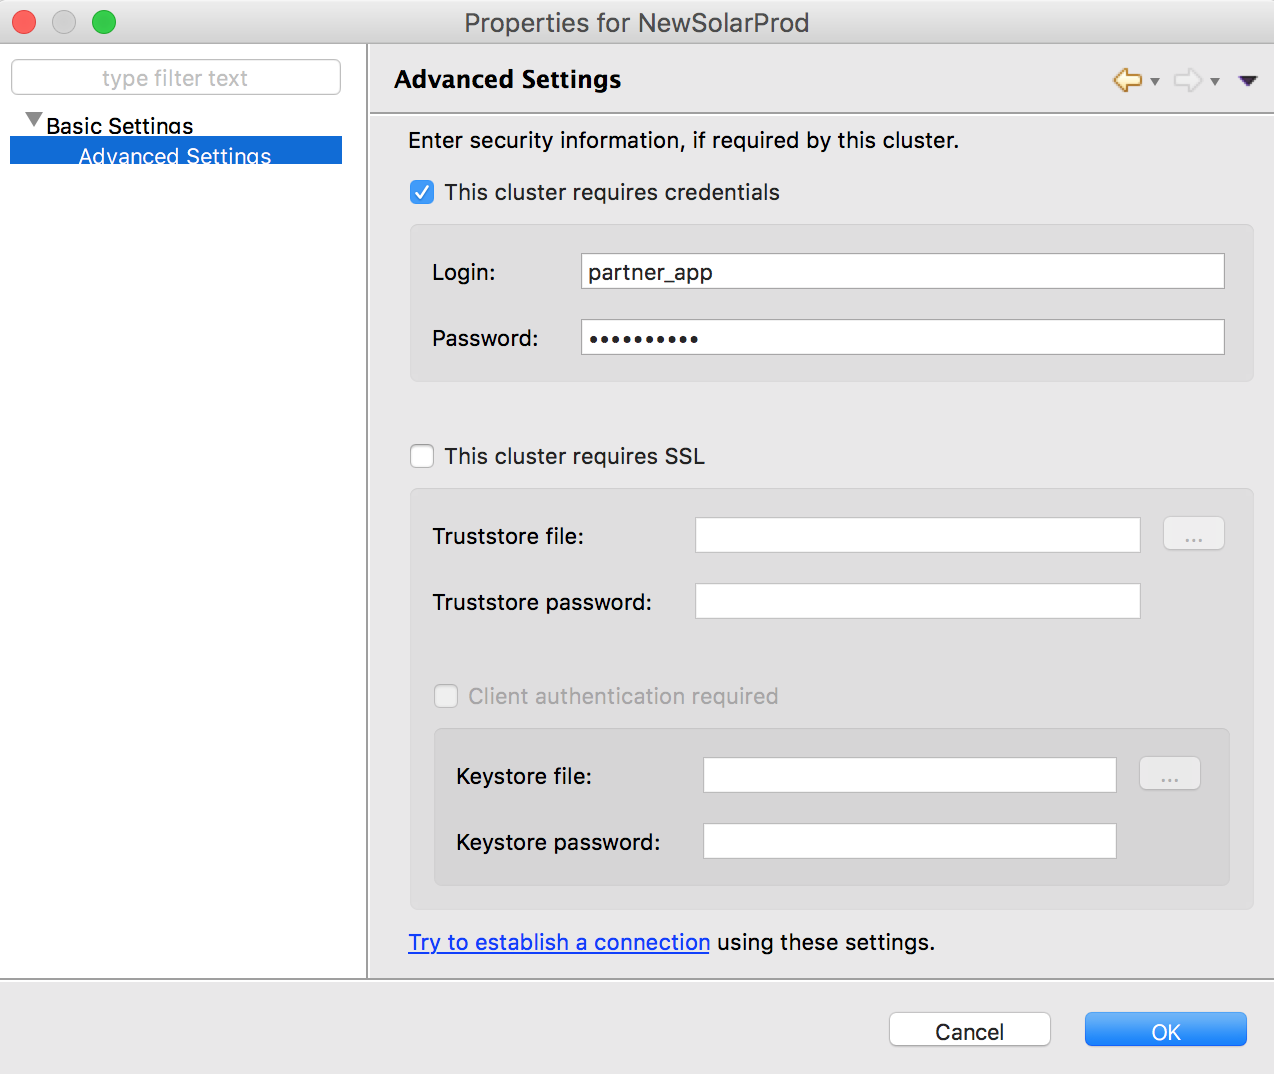 Properties for NewSolarProd
type filter text
Basic Settings
Advanced Settings
Advanced Settings
Enter security information, if required by this cluster.
This cluster requires credentials
Login: partner_app
Password: ••••••••••
This cluster requires SSL
Truststore file: ...
Truststore password:
Client authentication required
Keystore file: ...
Keystore password:
Try to establish a connection using these settings.
Cancel OK